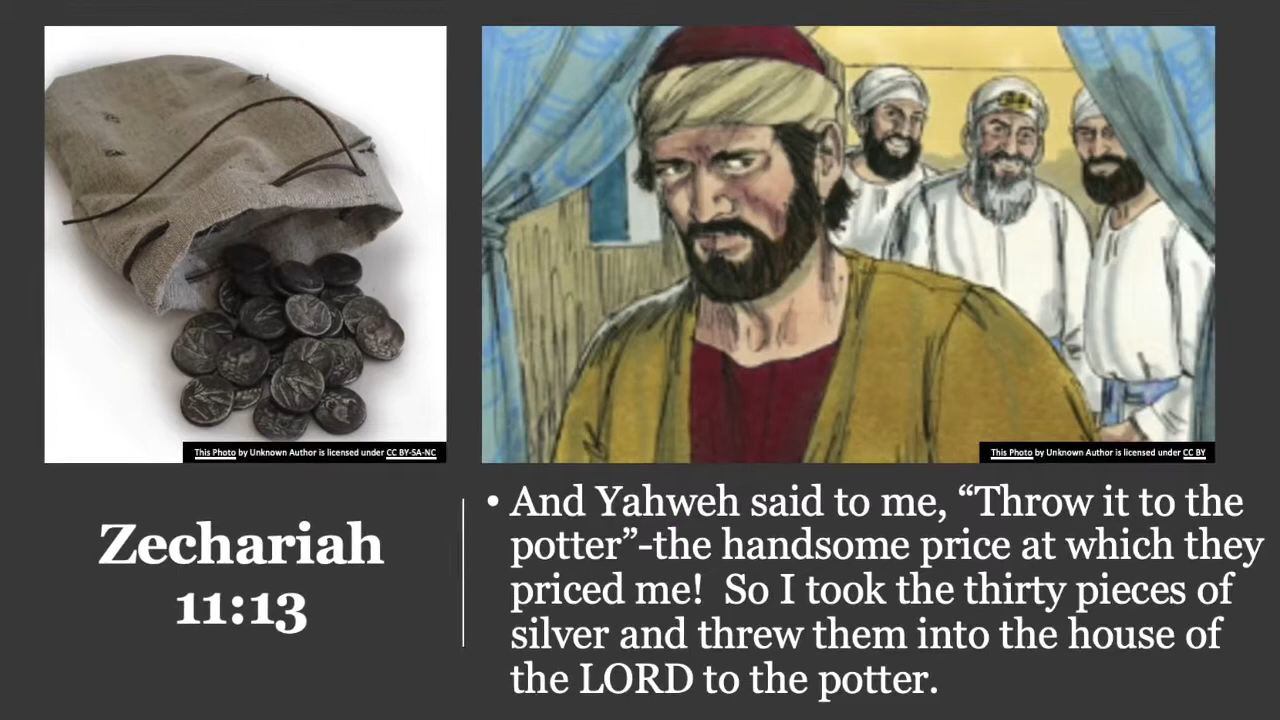 This Photo by Unknown Author is licensed under CC BY-SA-NC
This Photo by Unknown Author is licensed under CC BY
Zechariah
11:13
• And Yahweh said to me, “Throw it to the
potter”-the handsome price at which they
priced me!  So I took the thirty pieces of
silver and threw them into the house of
the LORD to the potter.